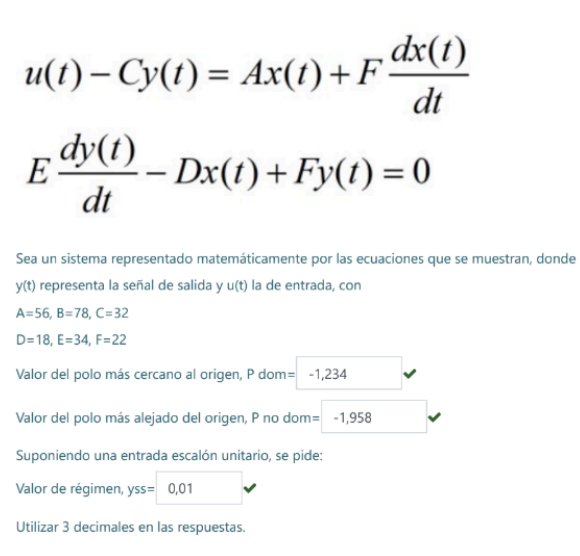 u(t) – Cy(t) = Ax(t) + F dx(t)/dt
E dy(t)/dt – Dx(t) + Fy(t) = 0
Sea un sistema representado matemáticamente por las ecuaciones que se muestran, donde
y(t) representa la señal de salida y u(t) la de entrada, con
A=56, B=78, C=32
D=18, E=34, F=22
Valor del polo más cercano al origen, P dom= -1,234
Valor del polo más alejado del origen, P no dom= -1,958
Suponiendo una entrada escalón unitario, se pide:
Valor de régimen, yss= 0,01
Utilizar 3 decimales en las respuestas.